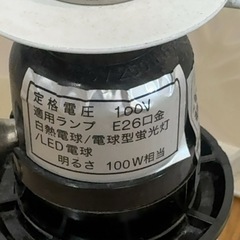 定格電圧 100V
適用ランプ E26口金
白熱電球/電球型蛍光灯
/LED電球
明るさ 100W相当